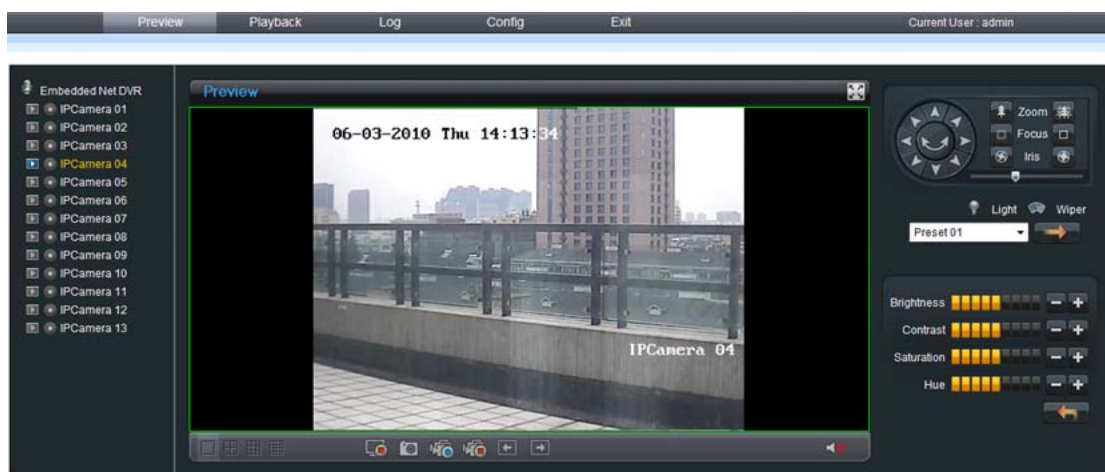 Preview Playback Log Config Exit Current User : admin
Embedded Net DVR
IPCamera 01
IPCamera 02
IPCamera 03
IPCamera 04
IPCamera 05
IPCamera 06
IPCamera 07
IPCamera 08
IPCamera 09
IPCamera 10
IPCamera 11
IPCamera 12
IPCamera 13
Preview
06-03-2010 Thu 14:13:34
IPCamera 04
Zoom
Focus
Iris
Light Wiper
Preset 01
Brightness
Contrast
Saturation
Hue